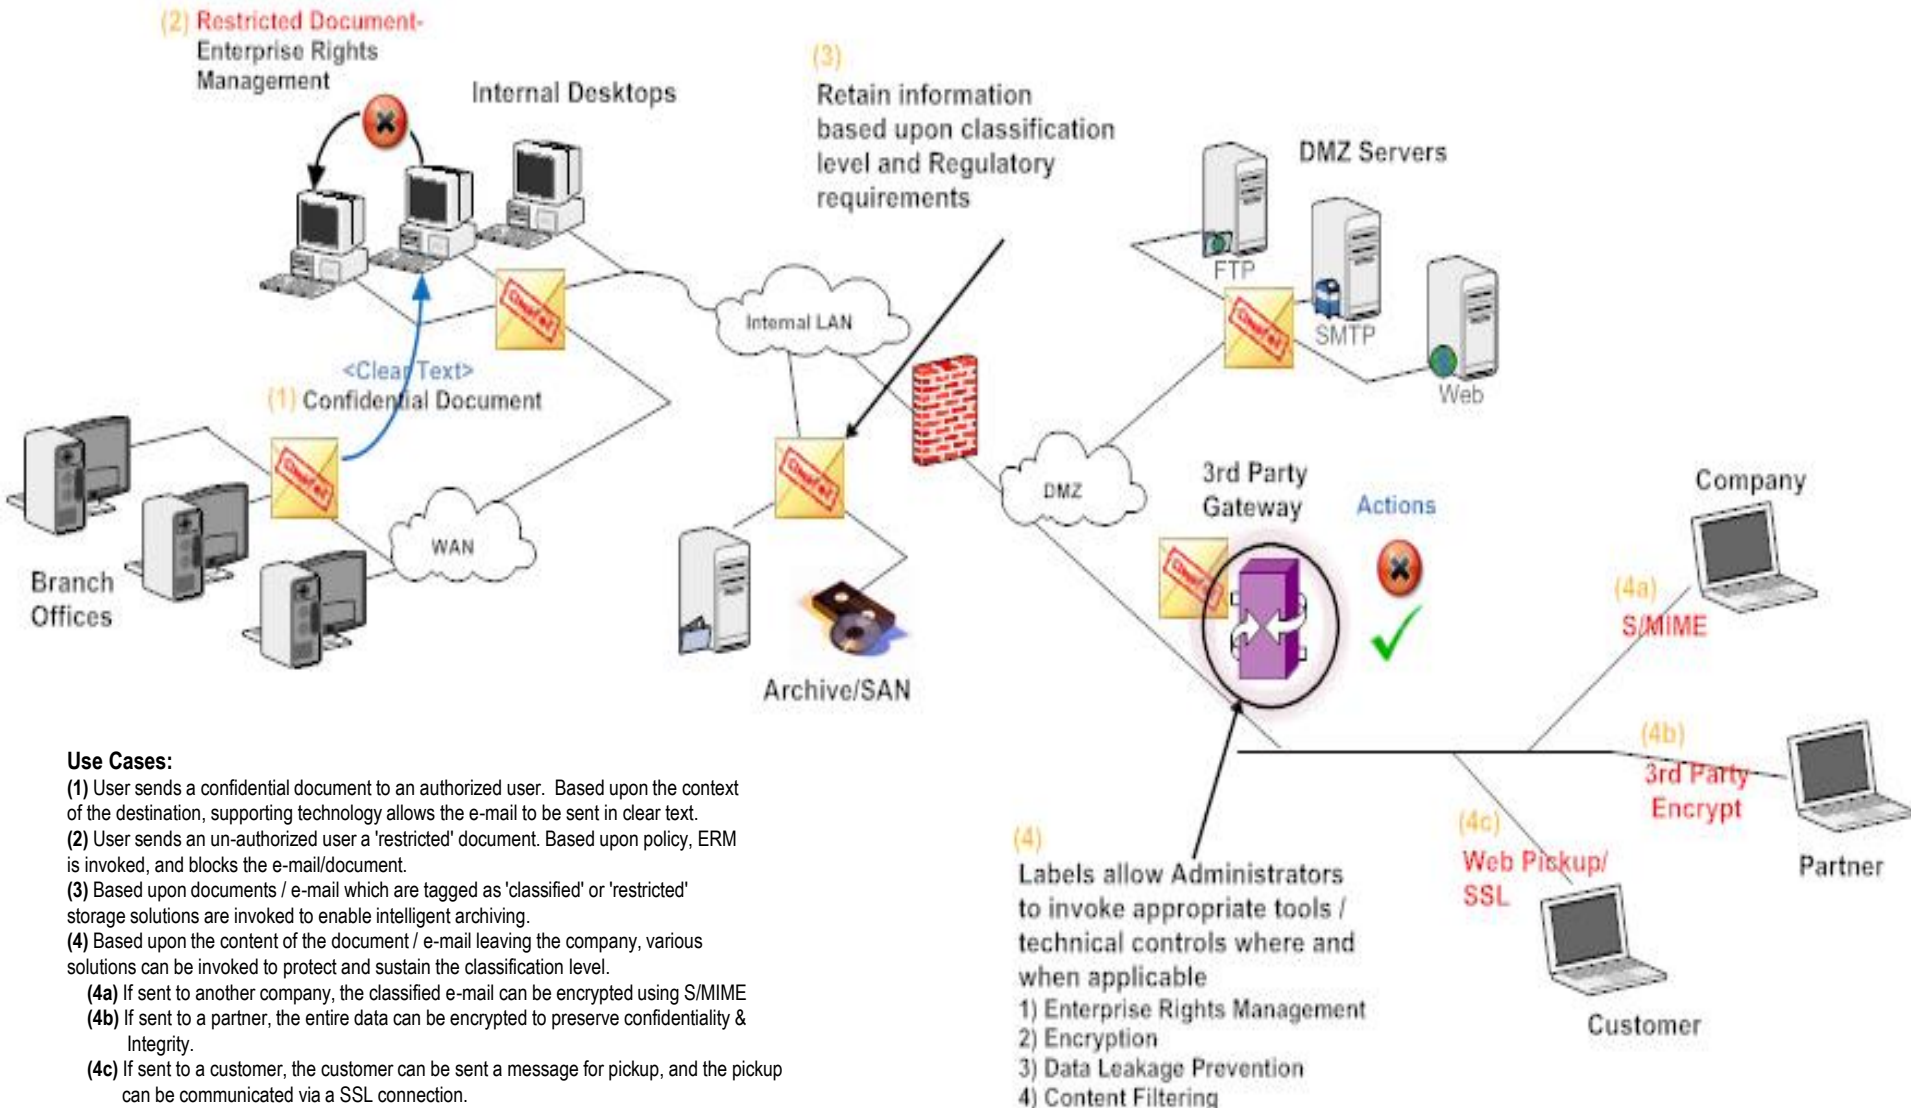 (2) Restricted Document-
Enterprise Rights
Management
Internal Desktops
(3)
Retain information
based upon classification
level and Regulatory
requirements
DMZ Servers
FTP
SMTP
Web
Internal LAN
<Clear Text>
(1) Confidential Document
Classified
Classified
Classified
Classified
Classified
WAN
Branch
Offices
DMZ
3rd Party
Gateway
Actions
Archive/SAN
Company
(4a)
S/MIME
(4b)
3rd Party
Encrypt
Partner
(4c)
Web Pickup/
SSL
Customer
(4)
Labels allow Administrators
to invoke appropriate tools /
technical controls where and
when applicable
1) Enterprise Rights Management
2) Encryption
3) Data Leakage Prevention
4) Content Filtering
Use Cases:
(1) User sends a confidential document to an authorized user. Based upon the context
of the destination, supporting technology allows the e-mail to be sent in clear text.
(2) User sends an un-authorized user a 'restricted' document. Based upon policy, ERM
is invoked, and blocks the e-mail/document.
(3) Based upon documents / e-mail which are tagged as 'classified' or 'restricted'
storage solutions are invoked to enable intelligent archiving.
(4) Based upon the content of the document / e-mail leaving the company, various
solutions can be invoked to protect and sustain the classification level.
(4a) If sent to another company, the classified e-mail can be encrypted using S/MIME
(4b) If sent to a partner, the entire data can be encrypted to preserve confidentiality &
Integrity.
(4c) If sent to a customer, the customer can be sent a message for pickup, and the pickup
can be communicated via a SSL connection.